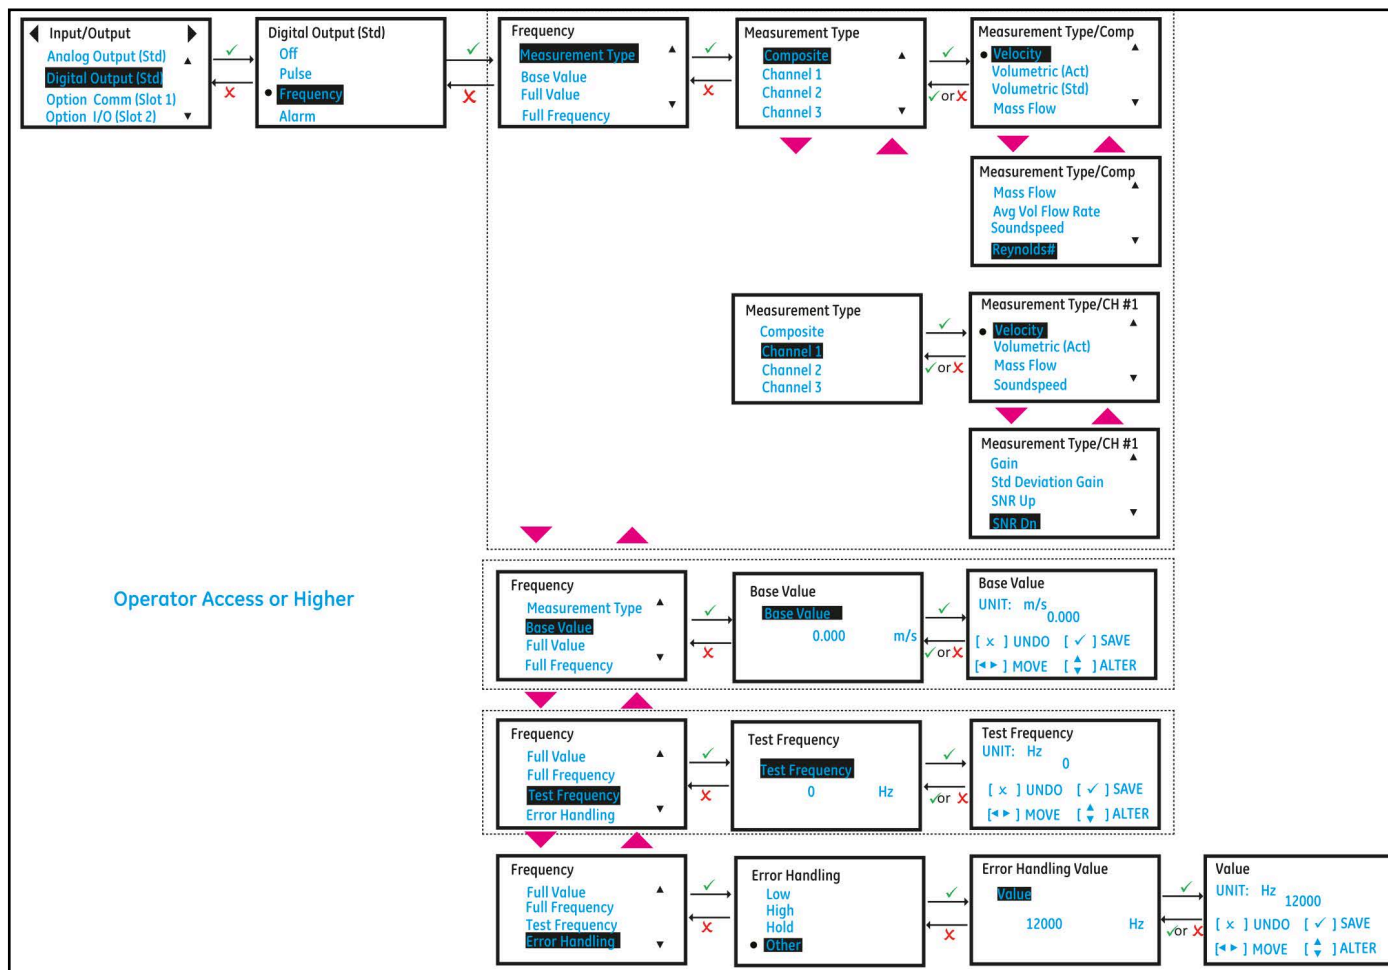 Input/Output
Analog Output (Std)
Digital Output (Std)
Option Comm (Slot 1)
Option I/O (Slot 2)
Digital Output (Std)
Off
Pulse
Frequency
Alarm
Frequency
Measurement Type
Base Value
Full Value
Full Frequency
Measurement Type
Composite
Channel 1
Channel 2
Channel 3
or
Measurement Type/Comp
Velocity
Volumetric (Act)
Volumetric (Std)
Mass Flow
Measurement Type/Comp
Mass Flow
Avg Vol Flow Rate
Soundspeed
Reynolds#
Measurement Type
Composite
Channel 1
Channel 2
Channel 3
or
Measurement Type/CH #1
Velocity
Volumetric (Act)
Mass Flow
Soundspeed
Measurement Type/CH #1
Gain
Std Deviation Gain
SNR Up
SNR Dn
Operator Access or Higher
Frequency
Measurement Type
Base Value
Full Value
Full Frequency
Base Value
Base Value
0.000 m/s
or
Base Value
UNIT: m/s
0.000
[ x ] UNDO [ ✓ ] SAVE
[◄ ► ] MOVE [ ▲▼ ] ALTER
Frequency
Full Value
Full Frequency
Test Frequency
Error Handling
Test Frequency
Test Frequency
0 Hz
or
Test Frequency
UNIT: Hz
0
[ x ] UNDO [ ✓ ] SAVE
[◄ ► ] MOVE [ ▲▼ ] ALTER
Frequency
Full Value
Full Frequency
Test Frequency
Error Handling
Error Handling
Low
High
Hold
Other
Error Handling Value
Value
12000 Hz
or
Value
UNIT: Hz
12000
[ x ] UNDO [ ✓ ] SAVE
[◄ ► ] MOVE [ ▲▼ ] ALTER